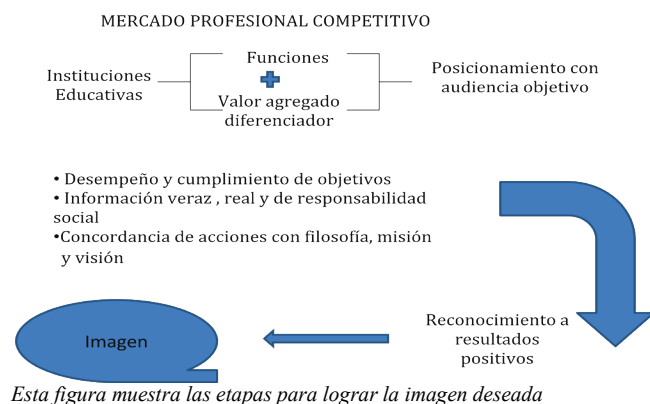 MERCADO PROFESIONAL COMPETITIVO
Instituciones
Educativas
Funciones
Valor agregado
diferenciador
Posicionamiento con
audiencia objetivo
• Desempeño y cumplimiento de objetivos
• Información veraz , real y de responsabilidad
social
•Concordancia de acciones con filosofía, misión
y visión
Reconocimiento a
resultados
positivos
Imagen
Esta figura muestra las etapas para lograr la imagen deseada